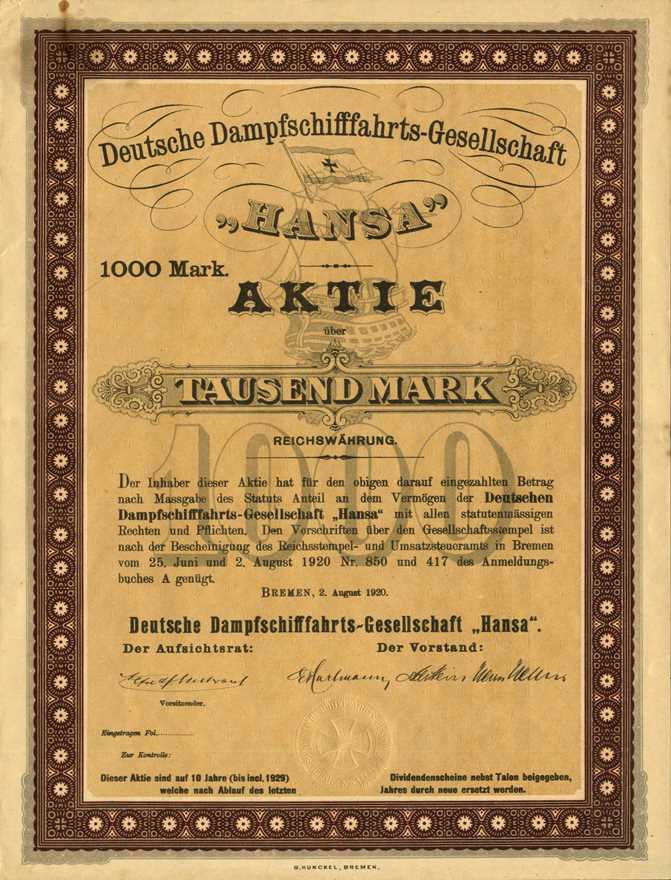 Deutsche Dampfschifffahrts-Gesellschaft
„HANSA”
1000 Mark.
AKTIE
über
TAUSEND MARK
REICHSWÄHRUNG.
1000
Der Inhaber dieser Aktie hat für den obigen darauf eingezahlten Betrag
nach Massgabe des Statuts Anteil an dem Vermögen der Deutschen
Dampfschifffahrts-Gesellschaft „Hansa“ mit allen statutenmässigen
Rechten und Pflichten. Den Vorschriften über den Gesellschaftsstempel ist
nach der Bescheinigung des Reichsstempel- und Umsatzsteueramts in Bremen
vom 25. Juni und 2. August 1920 Nr. 850 und 417 des Anmeldungs-
buches A genügt.
BREMEN, 2. August 1920.
Deutsche Dampfschifffahrts-Gesellschaft „Hansa“.
Der Aufsichtsrat: Der Vorstand:
Hartmann
Vorsitzender.
Eingetragen Fol.
Zur Kontrolle:
Dieser Aktie sind auf 10 Jahre (bis incl. 1929) Dividendenscheine nebst Talon beigegeben,
welche nach Ablauf des letzten Jahres durch neue ersetzt werden.
G. HUNCKEL, BREMEN.